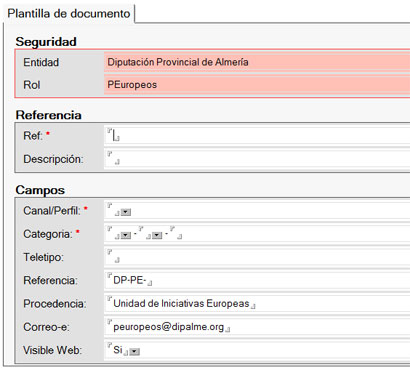 Plantilla de documento
Seguridad
Entidad Diputación Provincial de Almería
Rol PEuropeos
Referencia
Ref: *
Descripción:
Campos
Canal/Perfil: *
Categoria: * - -
Teletipo:
Referencia: DP-PE-
Procedencia: Unidad de Iniciativas Europeas
Correo-e: peuropeos@dipalme.org
Visible Web: Si